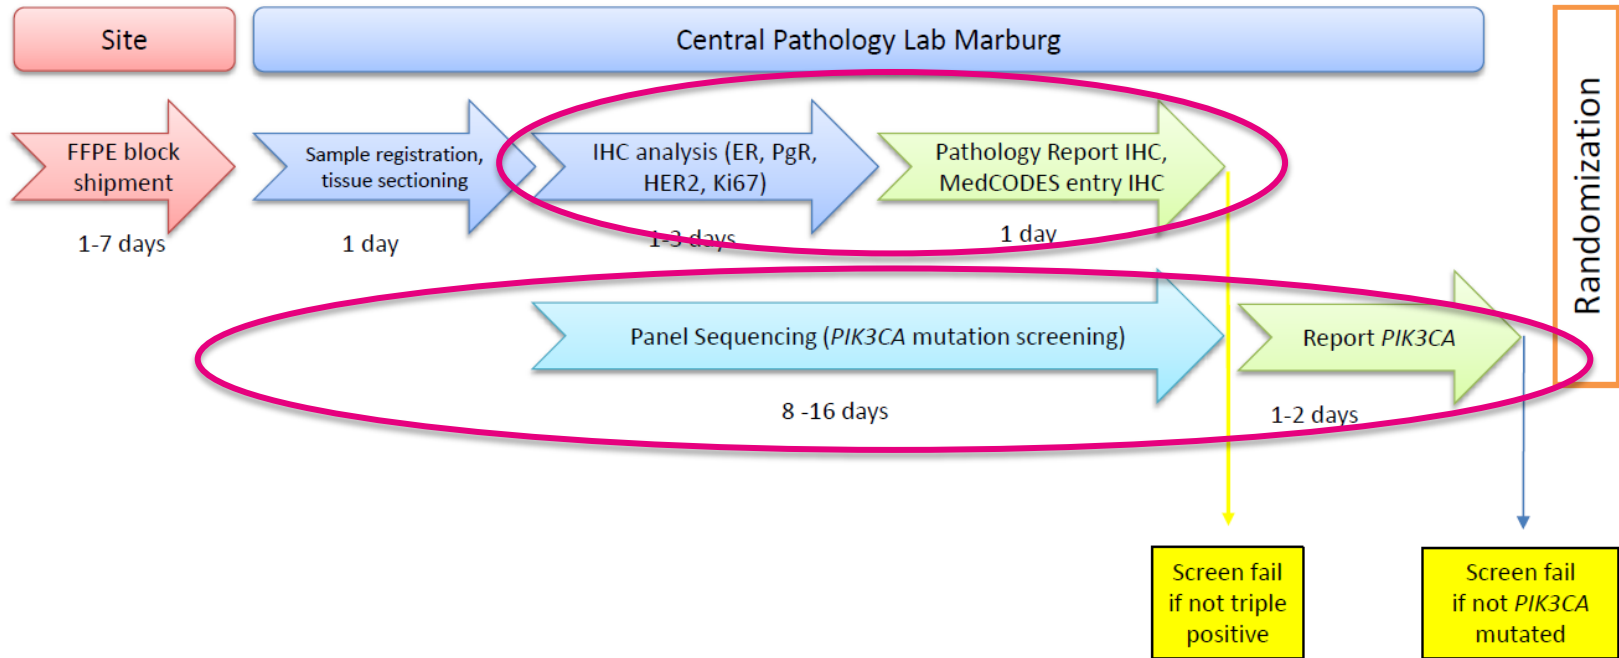 Site
Central Pathology Lab Marburg
Randomization
FFPE block
shipment
Sample registration,
tissue sectioning
IHC analysis (ER, PgR,
HER2, Ki67)
Pathology Report IHC,
MedCODES entry IHC
1-7 days
1 day
1-3 days
1 day
Panel Sequencing (PIK3CA mutation screening)
Report PIK3CA
8 -16 days
1-2 days
Screen fail
if not triple
positive
Screen fail
if not PIK3CA
mutated